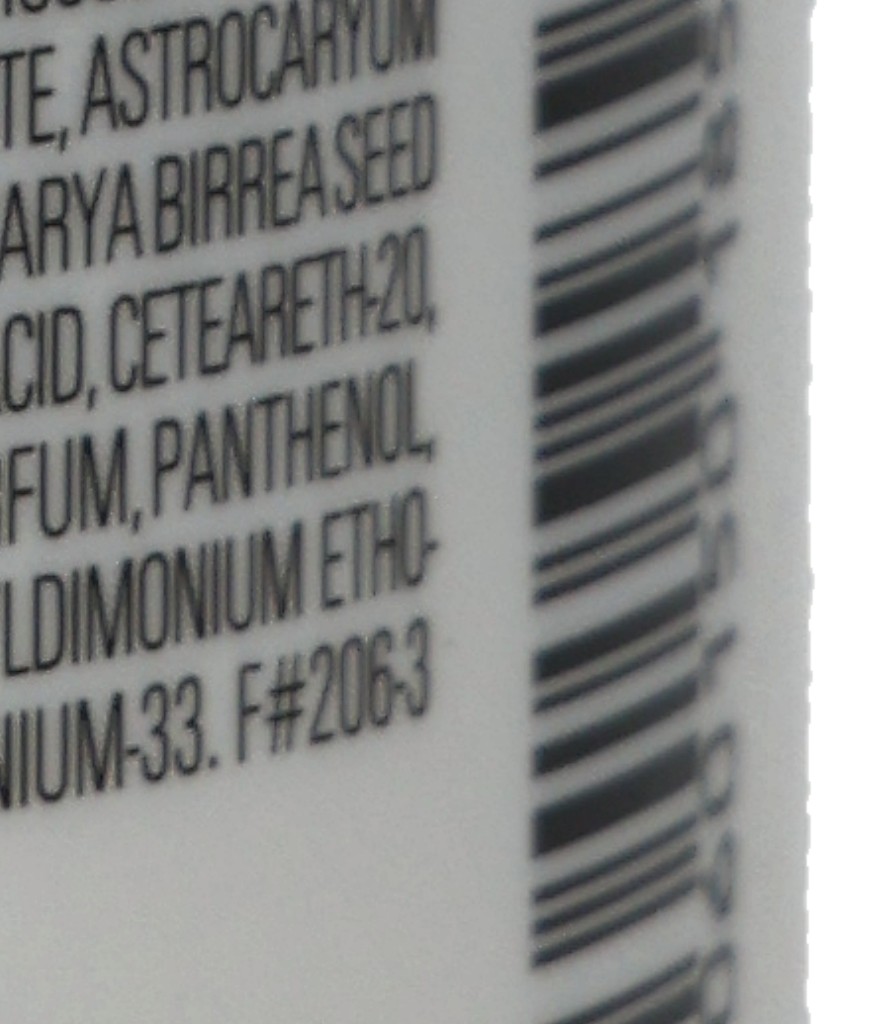 TE, ASTROCARYUM
ARYA BIRREA SEED
CID, CETEARETH-20,
FUM, PANTHENOL,
LDIMONIUM ETHO-
NIUM-33. F#206-3